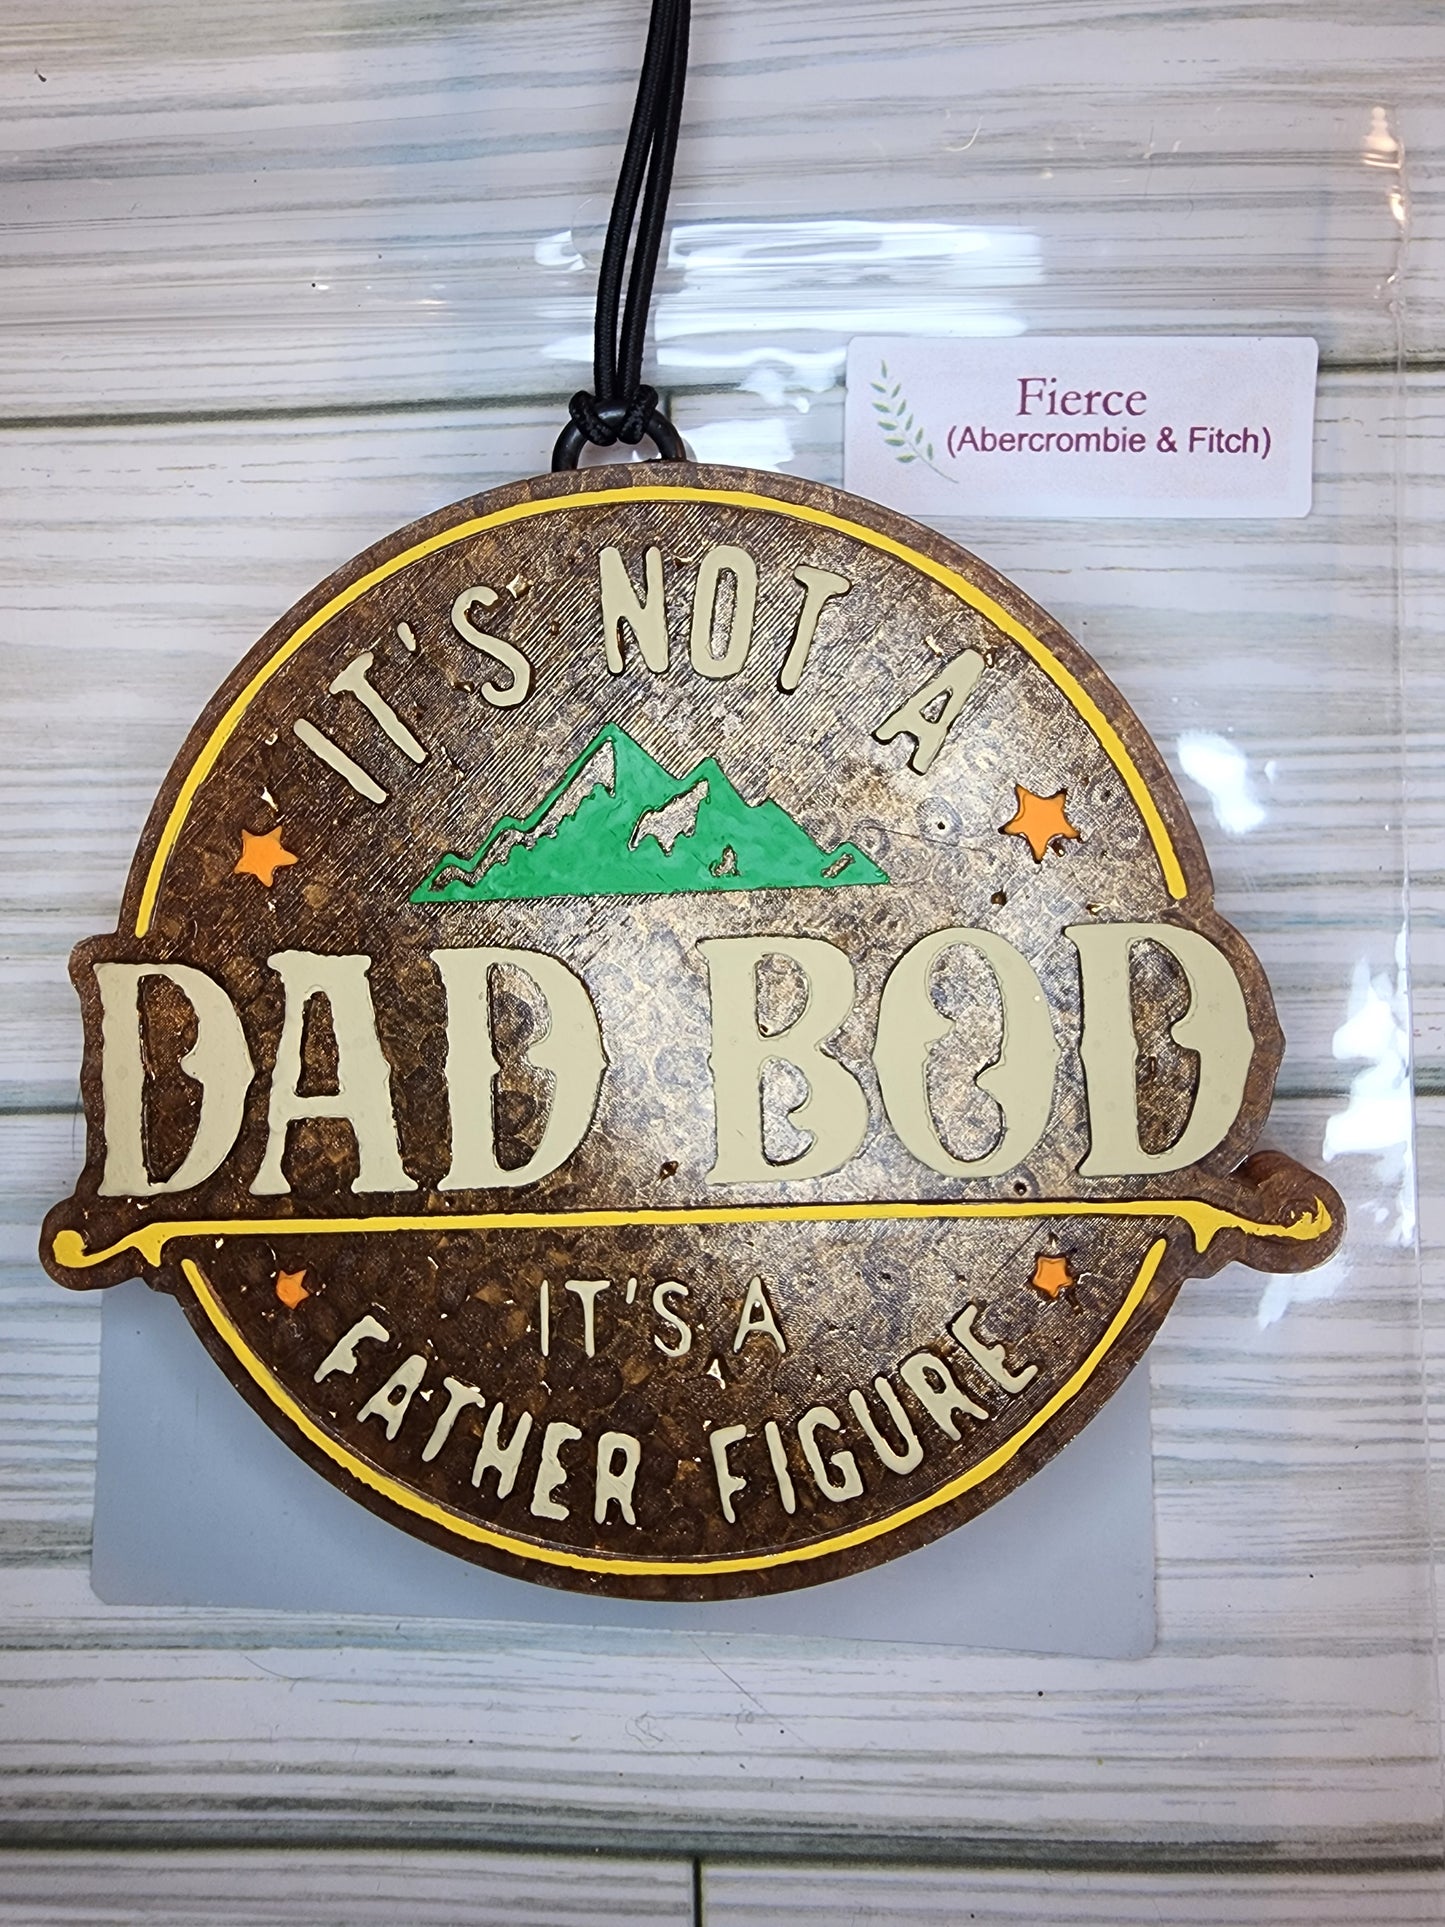 Fierce
(Abercrombie & Fitch)
IT'S NOT A
DAD BOD
IT'S A
FATHER FIGURE